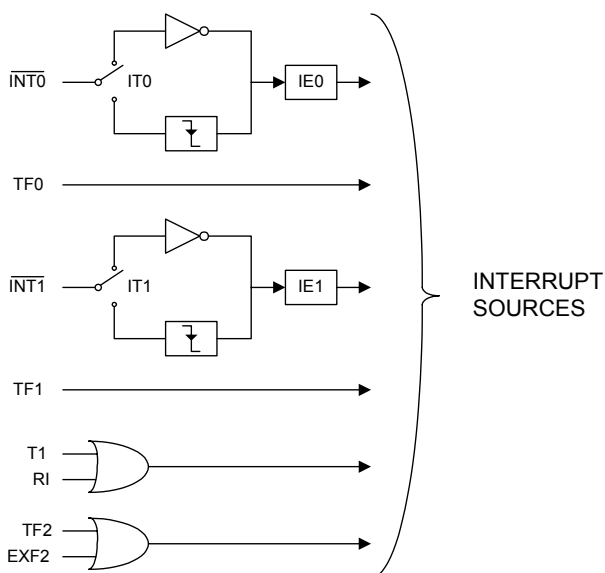 INT0
IT0
IE0
TF0
INT1
IT1
IE1
INTERRUPT
SOURCES
TF1
T1
RI
TF2
EXF2